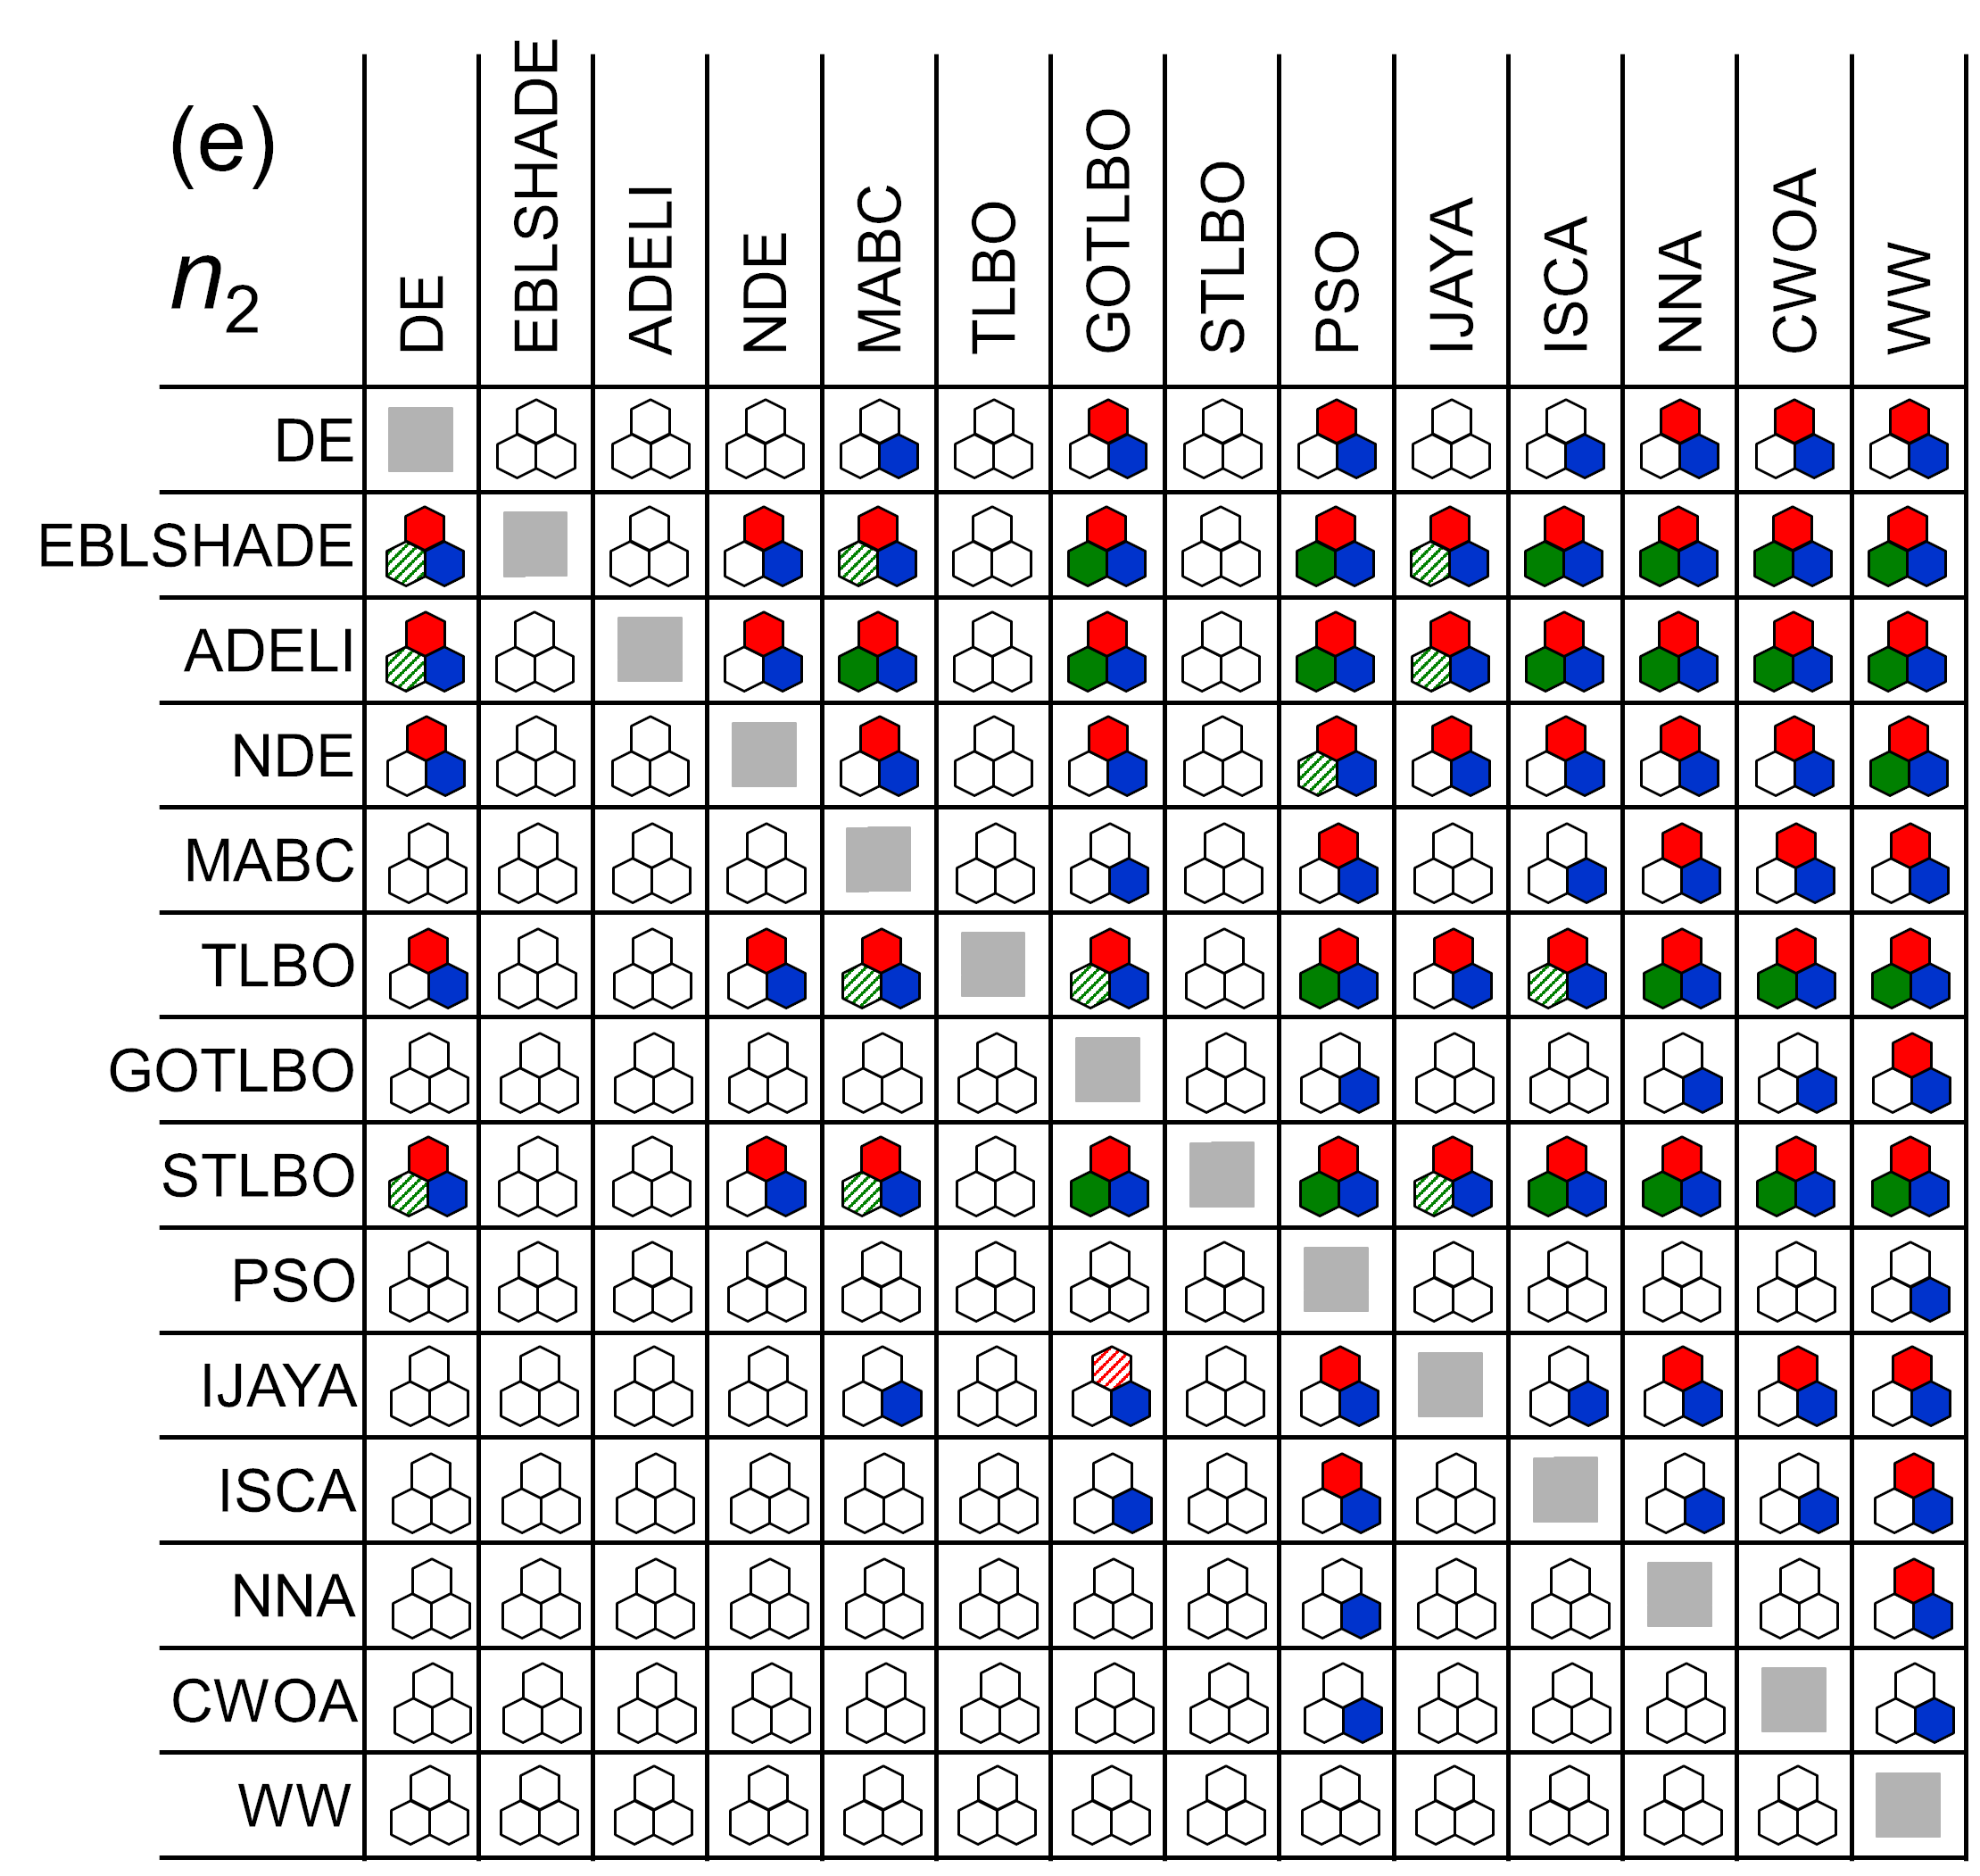 (e)
n2
DE
EBLSHADE
ADELI
NDE
MABC
TLBO
GOTLBO
STLBO
PSO
IJAYA
ISCA
NNA
CWOA
WW
DE
EBLSHADE
ADELI
NDE
MABC
TLBO
GOTLBO
STLBO
PSO
IJAYA
ISCA
NNA
CWOA
WW